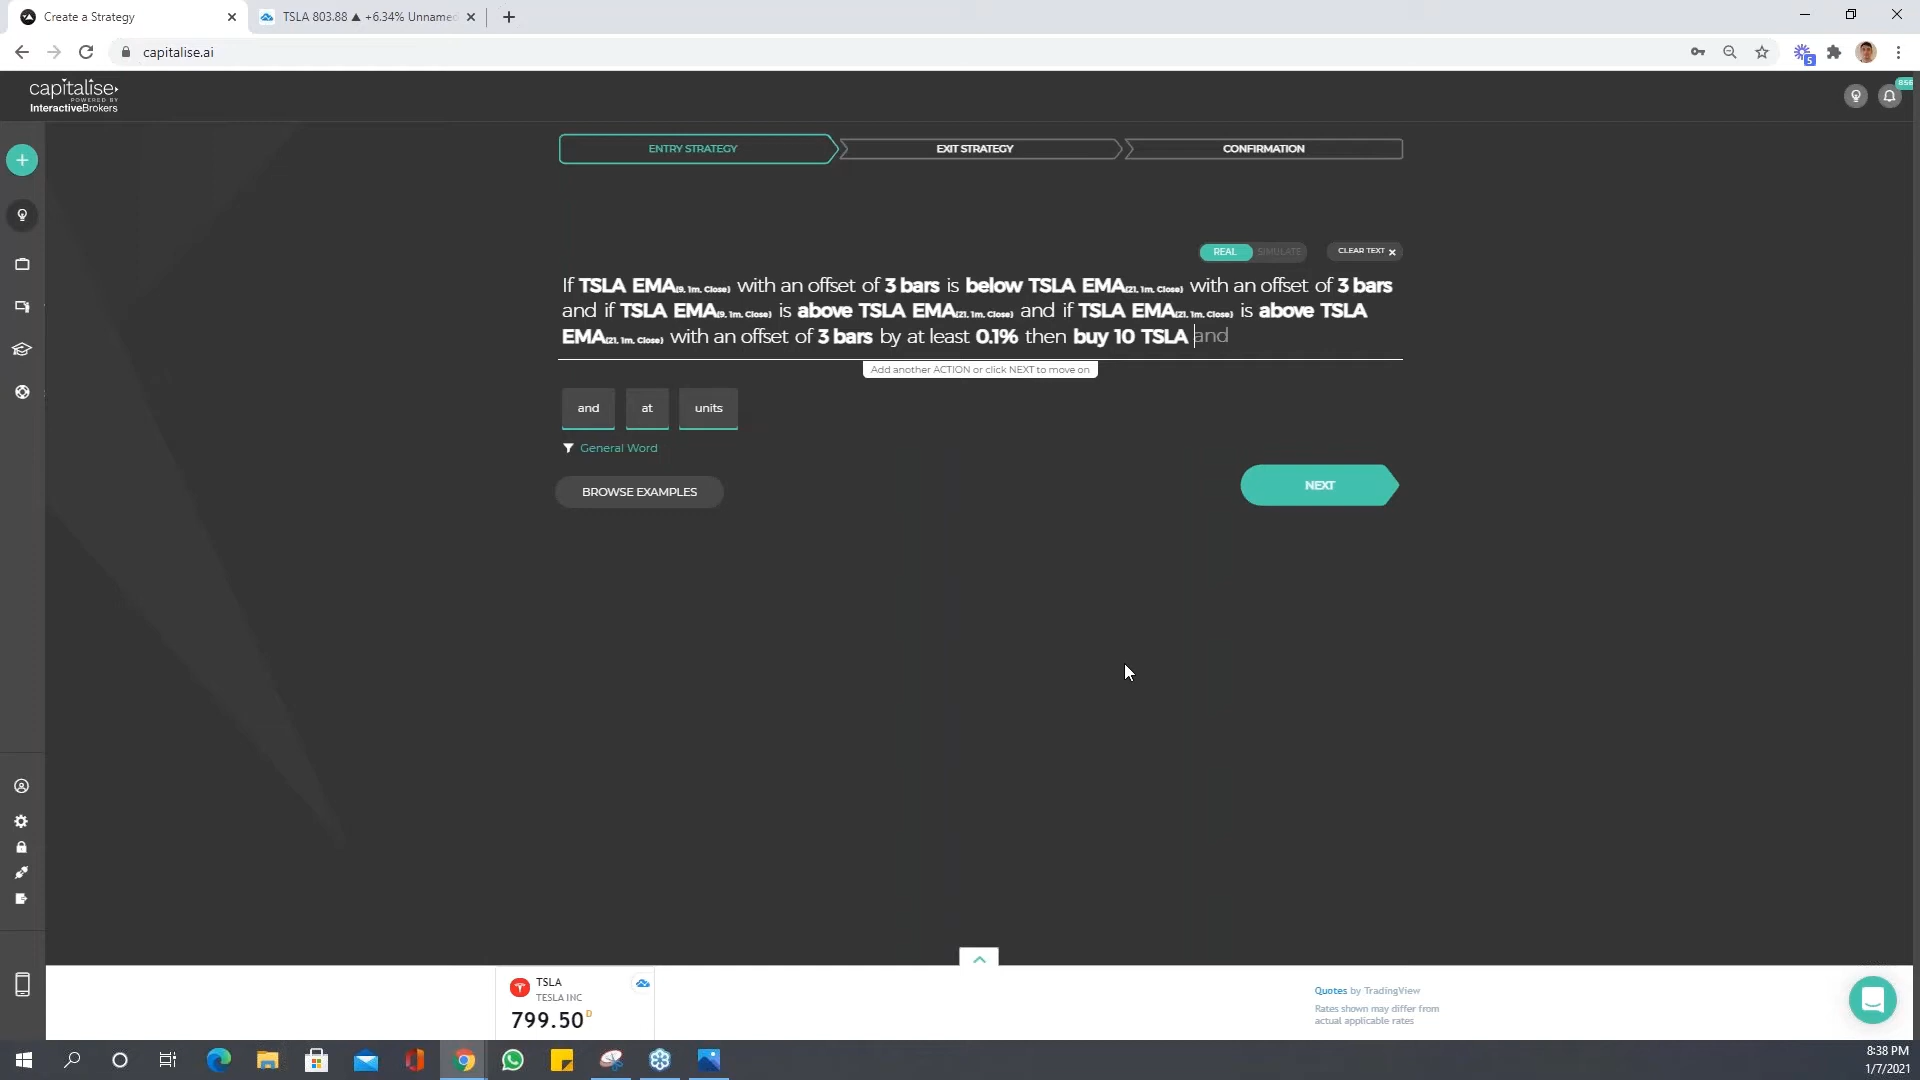 Create a Strategy
TSLA 803.88 ▲ +6.34% Unnamed
capitalise.ai
5
capitalise
POWERED BY
InteractiveBrokers
856
ENTRY STRATEGY
EXIT STRATEGY
CONFIRMATION
REAL
SIMULATE
CLEAR TEXT ×
If TSLA EMA(9, 1m, Close) with an offset of 3 bars is below TSLA EMA(21, 1m, Close) with an offset of 3 bars
and if TSLA EMA(9, 1m, Close) is above TSLA EMA(21, 1m, Close) and if TSLA EMA(21, 1m, Close) is above TSLA
EMA(21, 1m, Close) with an offset of 3 bars by at least 0.1% then buy 10 TSLA and
Add another ACTION or click NEXT to move on
and
at
units
General Word
BROWSE EXAMPLES
NEXT
TSLA
TESLA INC
799.50 D
Quotes by TradingView
Rates shown may differ from
actual applicable rates
8:38 PM
1/7/2021